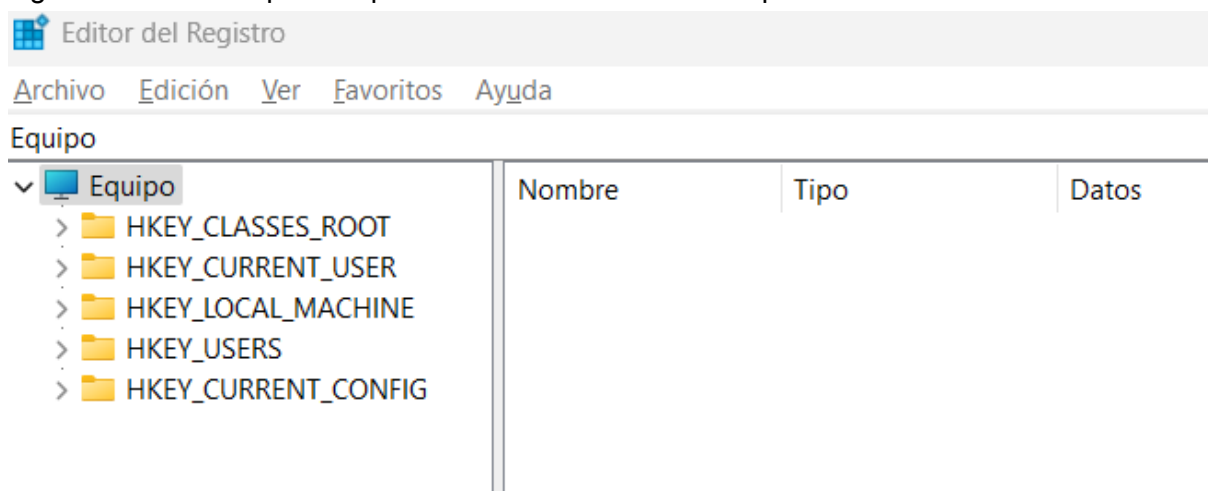 Editor del Registro
Archivo Edición Ver Favoritos Ayuda
Equipo
Equipo Nombre Tipo Datos
HKEY_CLASSES_ROOT
HKEY_CURRENT_USER
HKEY_LOCAL_MACHINE
HKEY_USERS
HKEY_CURRENT_CONFIG